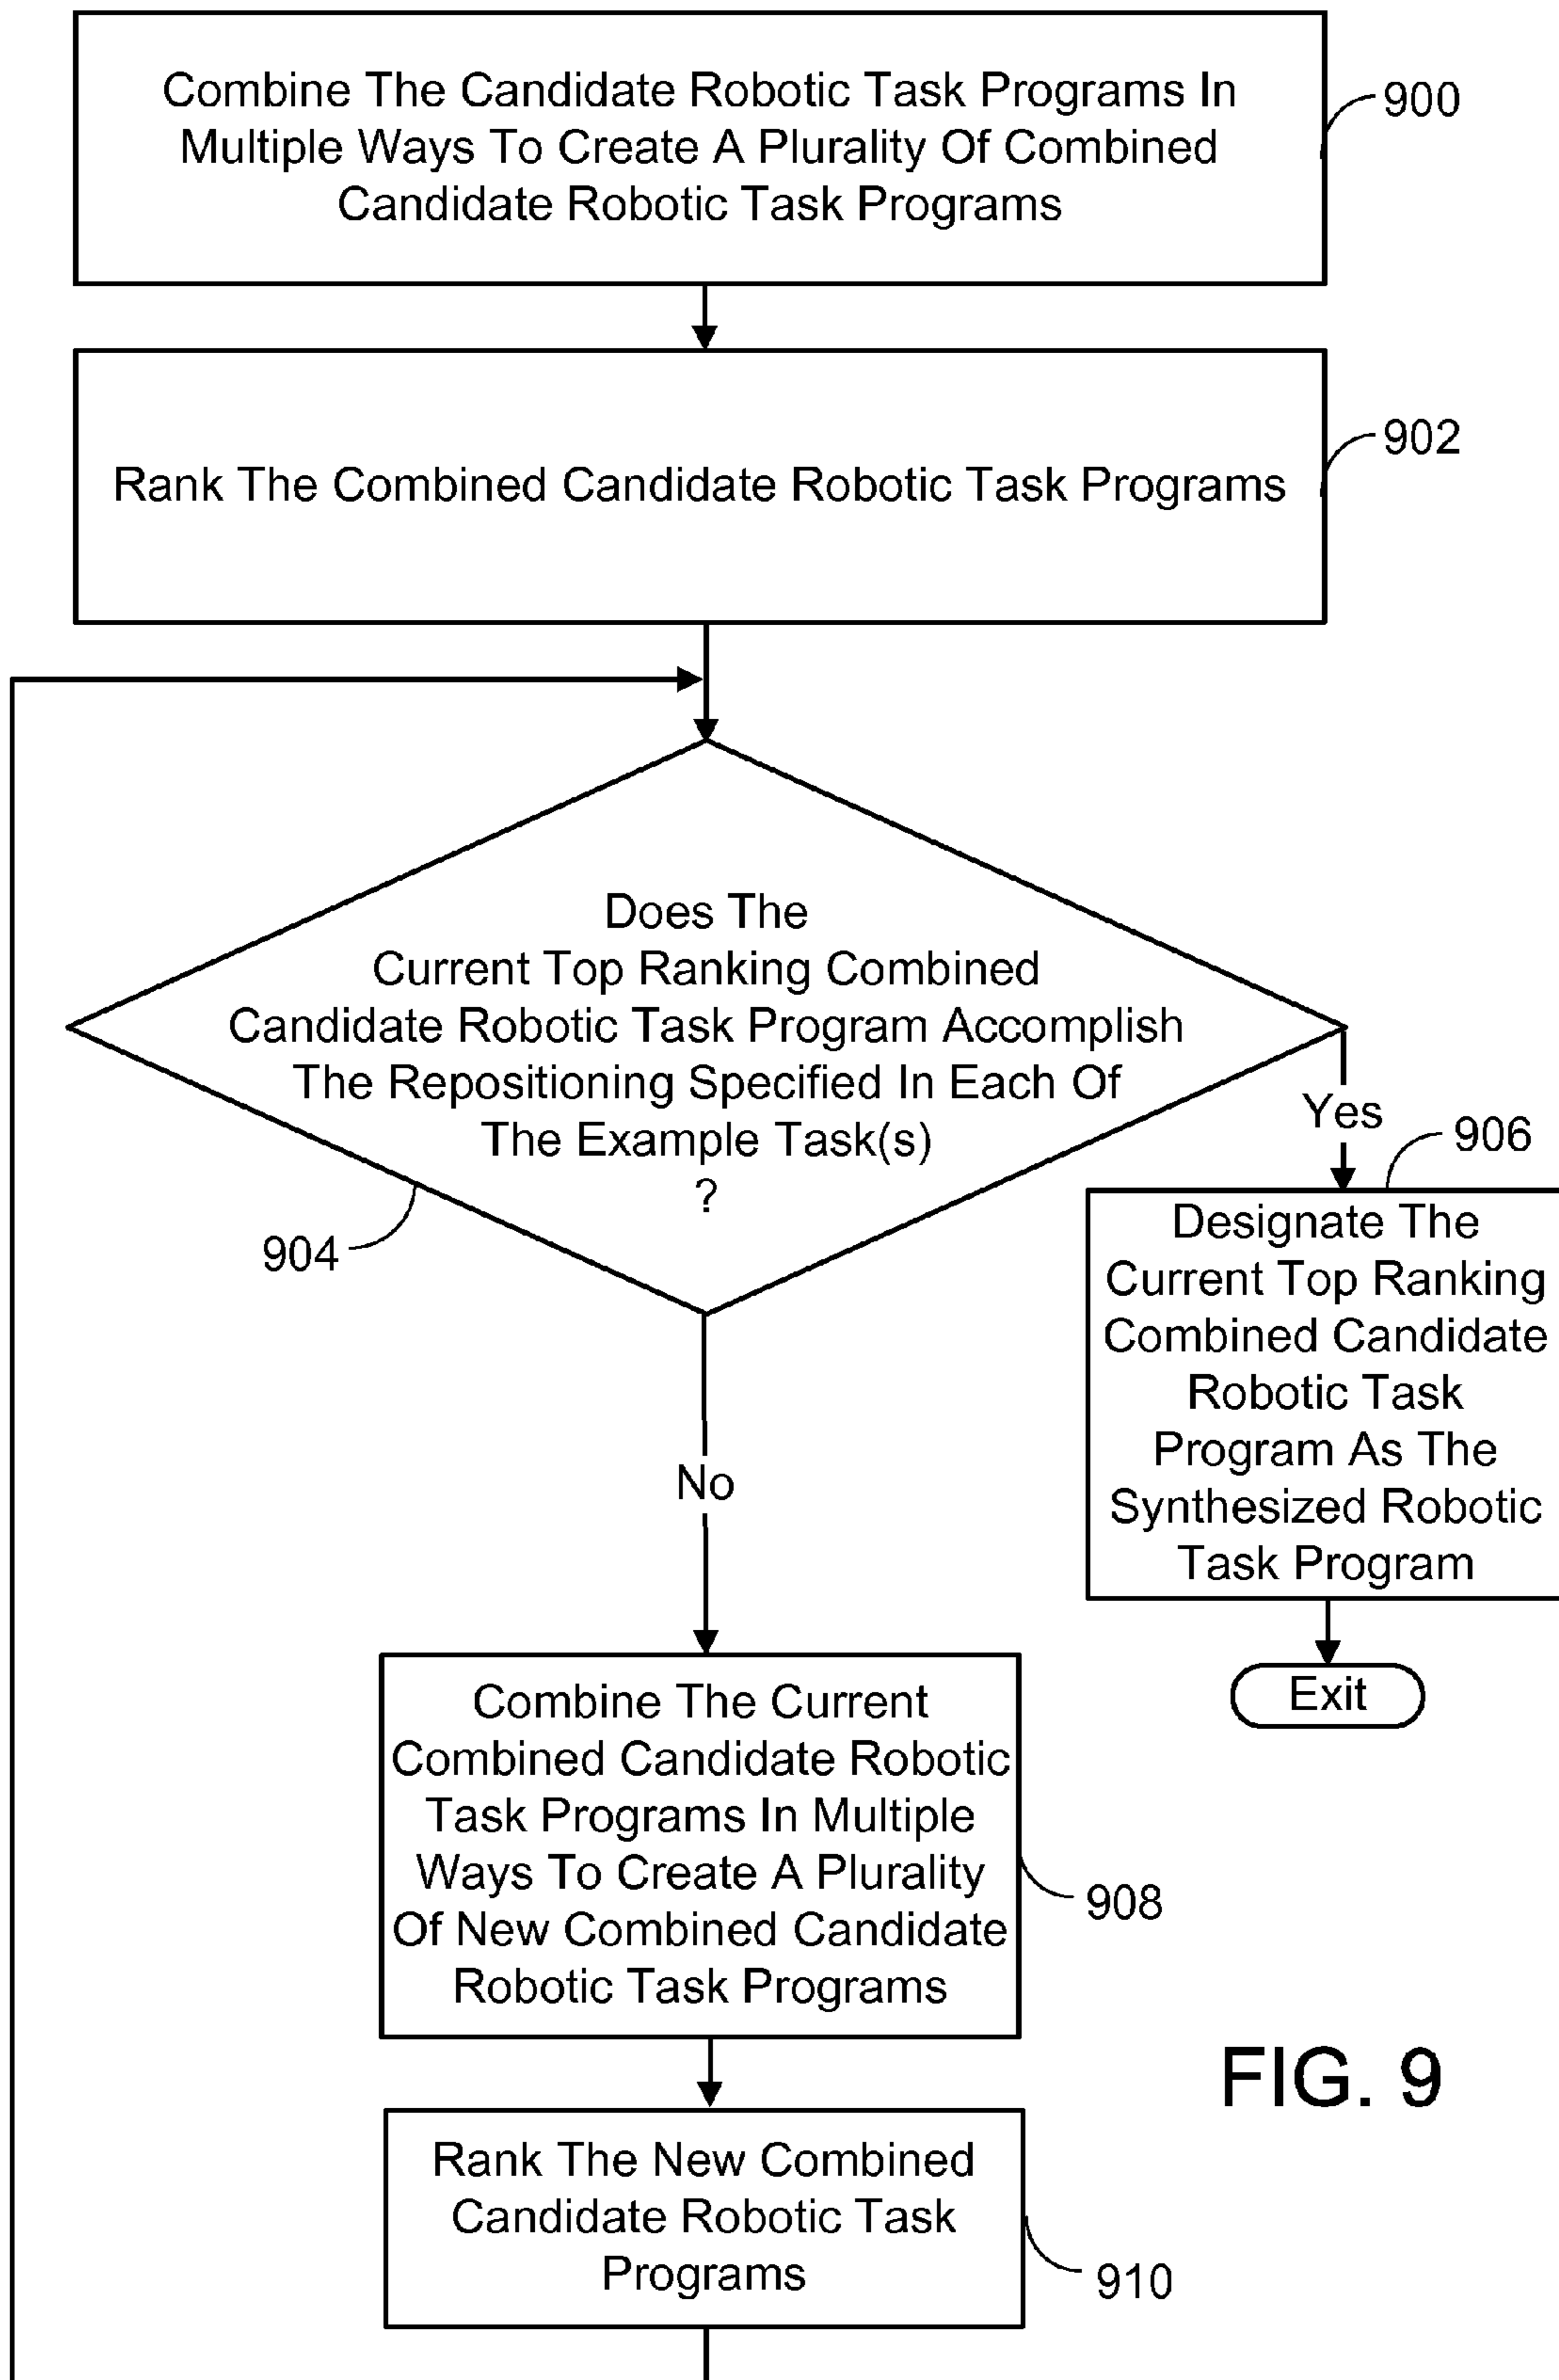 Combine The Candidate Robotic Task Programs In
Multiple Ways To Create A Plurality Of Combined
Candidate Robotic Task Programs
900
Rank The Combined Candidate Robotic Task Programs
902
Does The
Current Top Ranking Combined
Candidate Robotic Task Program Accomplish
The Repositioning Specified In Each Of
The Example Task(s)
?
904
Yes
906
Designate The
Current Top Ranking
Combined Candidate
Robotic Task
Program As The
Synthesized Robotic
Task Program
Exit
No
Combine The Current
Combined Candidate Robotic
Task Programs In Multiple
Ways To Create A Plurality
Of New Combined Candidate
Robotic Task Programs
908
Rank The New Combined
Candidate Robotic Task
Programs
910
FIG. 9